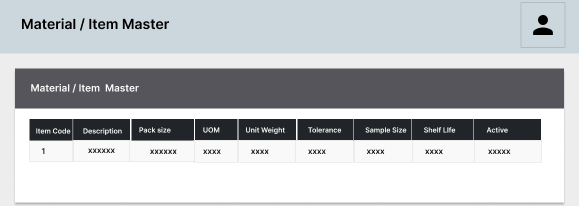 Material / Item Master
Material / Item Master
Item Code Description Pack size UOM Unit Weight Tolerance Sample Size Shelf LIfe Active
1 xxxxxx xxxxxx xxxx xxxx xxxx xxxx xxxx xxxxx